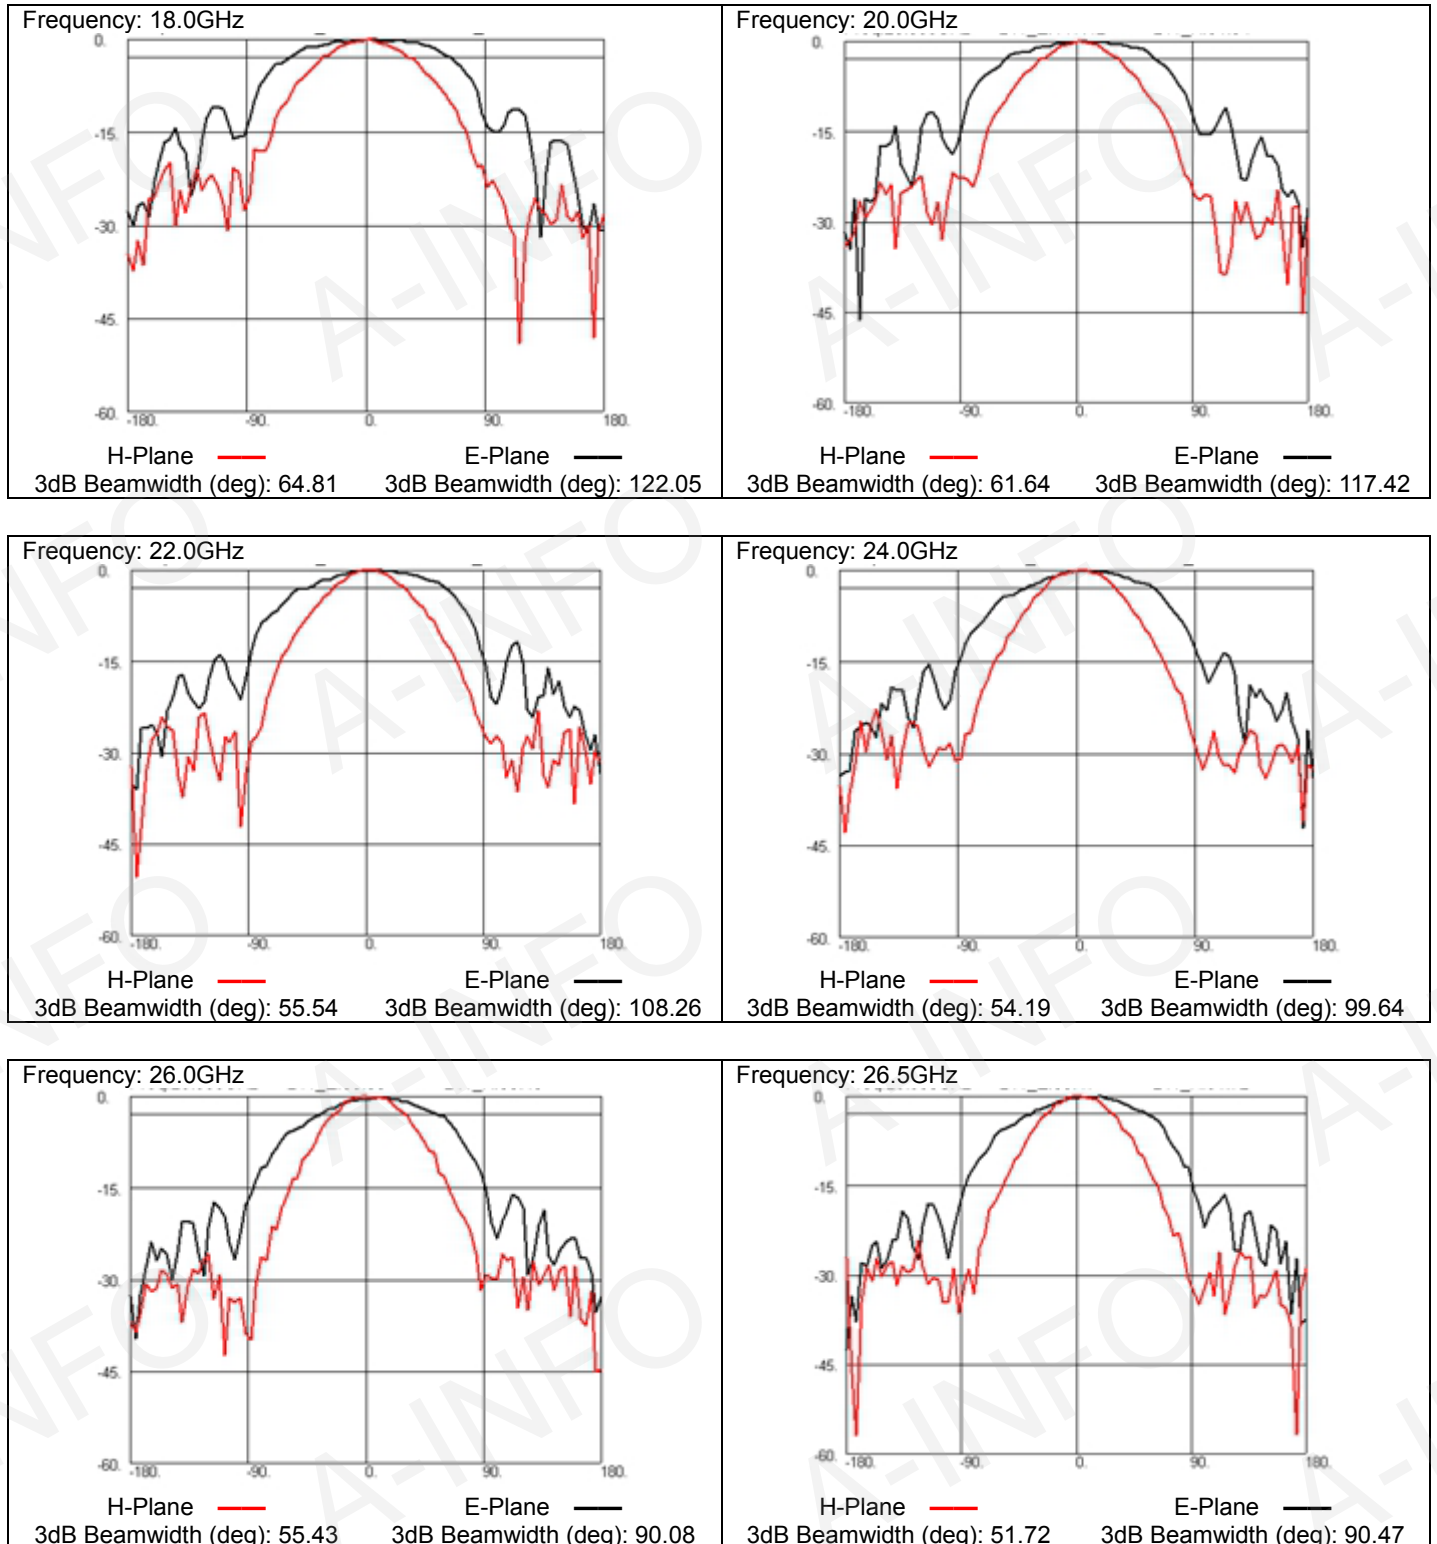 Frequency: 18.0GHz
0.
-15.
-30.
-45.
-60.
-180. -90. 0. 90. 180.
H-Plane E-Plane
3dB Beamwidth (deg): 64.81 3dB Beamwidth (deg): 122.05
Frequency: 20.0GHz
0.
-15.
-30.
-45.
-60.
-180. -90. 0. 90. 180.
H-Plane E-Plane
3dB Beamwidth (deg): 61.64 3dB Beamwidth (deg): 117.42
Frequency: 22.0GHz
0.
-15.
-30.
-45.
-60.
-180. -90. 0. 90. 180.
H-Plane E-Plane
3dB Beamwidth (deg): 55.54 3dB Beamwidth (deg): 108.26
Frequency: 24.0GHz
0.
-15.
-30.
-45.
-60.
-180. -90. 0. 90. 180.
H-Plane E-Plane
3dB Beamwidth (deg): 54.19 3dB Beamwidth (deg): 99.64
Frequency: 26.0GHz
0.
-15.
-30.
-45.
-60.
-180. -90. 0. 90. 180.
H-Plane E-Plane
3dB Beamwidth (deg): 55.43 3dB Beamwidth (deg): 90.08
Frequency: 26.5GHz
0.
-15.
-30.
-45.
-60.
-180. -90. 0. 90. 180.
H-Plane E-Plane
3dB Beamwidth (deg): 51.72 3dB Beamwidth (deg): 90.47
A-INFO